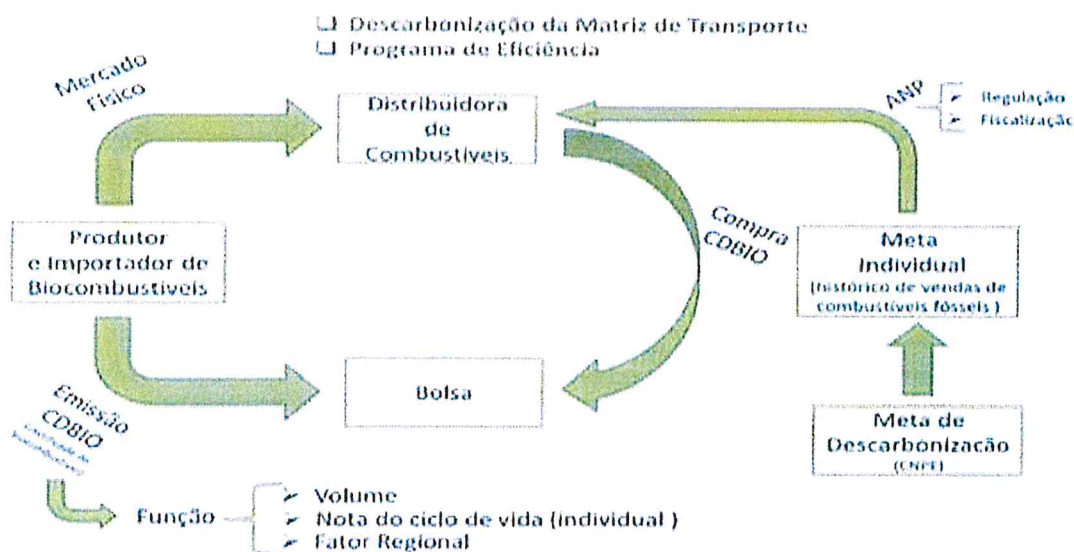 Descarbonização da Matriz de Transporte
Programa de Eficiência
Mercado
Físico
Distribuidora
de
Combustíveis
ANP
Regulação
Fiscalização
Produtor
e Importador de
Biocombustíveis
Compra
CDBIO
Meta
Individual
(histórico de vendas de
combustíveis fósseis )
Bolsa
Emissão
CDBIO
Meta de
Descarbonização
(CNPE)
Função
Volume
Nota do ciclo de vida (individual )
Fator Regional